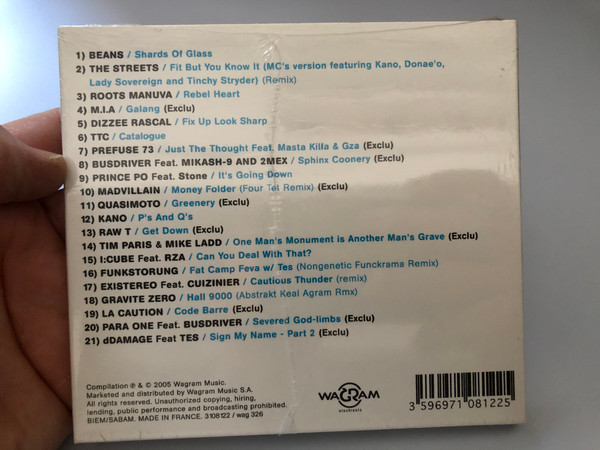 1) BEANS / Shards Of Glass
2) THE STREETS / Fit But You Know It (MC's version featuring Kano, Donae'o,
Lady Sovereign and Tinchy Stryder) (Remix)
3) ROOTS MANUVA / Rebel Heart
4) M.I.A / Galang (Exclu)
5) DIZZEE RASCAL / Fix Up Look Sharp
6) TTC / Catalogue
7) PREFUSE 73 / Just The Thought Feat. Masta Killa & Gza (Exclu)
8) BUSDRIVER Feat. MIKASH-9 AND 2MEX / Sphinx Coonery (Exclu)
9) PRINCE PO Feat. Stone / It's Going Down
10) MADVILLAIN / Money Folder (Four Tet Remix) (Exclu)
11) QUASIMOTO / Greenery (Exclu)
12) KANO / P's And Q's
13) RAW T / Get Down (Exclu)
14) TIM PARIS & MIKE LADD / One Man's Monument is Another Man's Grave (Exclu)
15) I:CUBE Feat. RZA / Can You Deal With That?
16) FUNKSTORUNG / Fat Camp Feva w/ Tes (Nongenetic Funckrama Remix)
17) EXISTEREO Feat. CUIZINIER / Cautious Thunder (remix)
18) GRAVITE ZERO / Hall 9000 (Abstrakt Keal Agram Rmx)
19) LA CAUTION / Code Barre (Exclu)
20) PARA ONE Feat. BUSDRIVER / Severed God-limbs (Exclu)
21) dDAMAGE Feat TES / Sign My Name - Part 2 (Exclu)
Compilation ℗ & © 2005 Wagram Music.
Marketed and distributed by Wagram Music S.A.
All rights reserved. Unauthorized copying, hiring,
lending, public performance and broadcasting prohibited.
BIEM/SABAM. MADE IN FRANCE. 3108122 / wag 326
WAGRAM
electronic
3 596971 081225